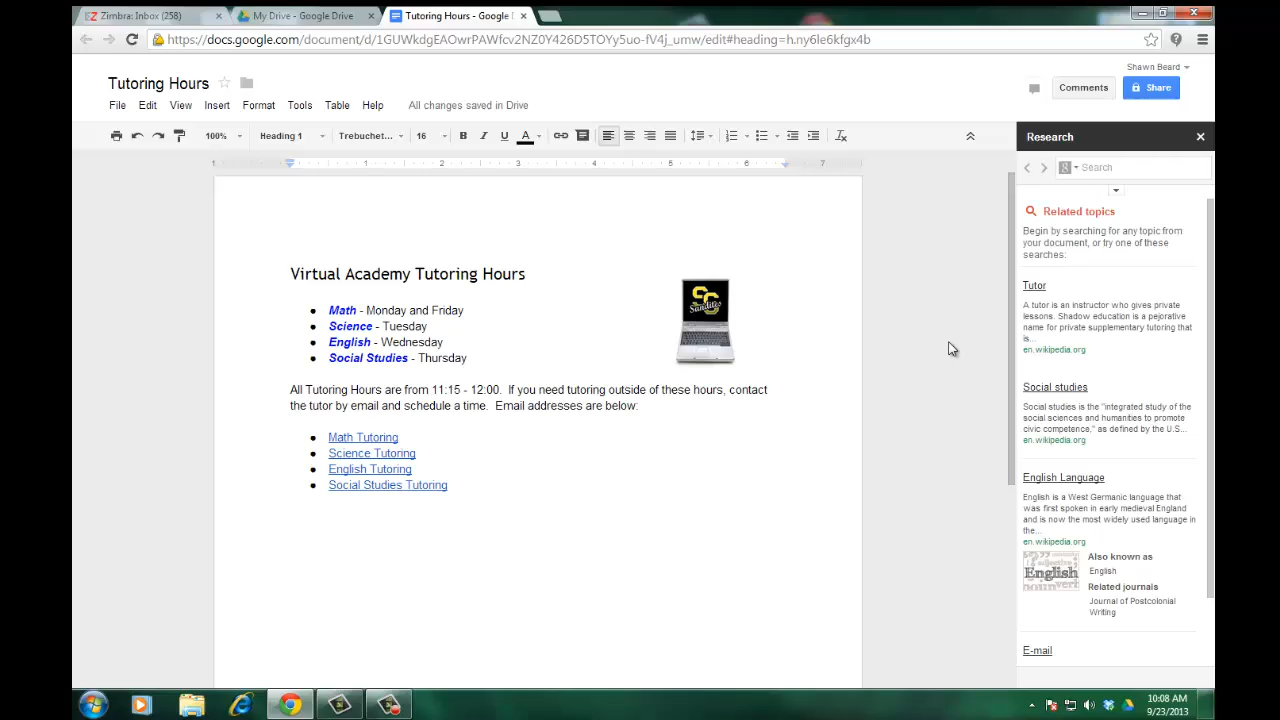 Zimbra: Inbox (258)
My Drive - Google Drive
Tutoring Hours - Google
https://docs.google.com/document/d/1GUWkdgEAOwrPAWfcv2NZ0Y426D5TOYy5uo-fV4j_umw/edit#heading=h.ny6le6kfgx4b
Shawn Beard
Tutoring Hours
Comments
Share
File Edit View Insert Format Tools Table Help All changes saved in Drive
100% Heading 1 Trebuchet... 16 B I U A
Research
1 1 2 3 4 5 6 7
Search
Related topics
Begin by searching for any topic from
your document, or try one of these
searches:
Virtual Academy Tutoring Hours
• Math - Monday and Friday
• Science - Tuesday
• English - Wednesday
• Social Studies - Thursday
SC
Sandites
All Tutoring Hours are from 11:15 - 12:00. If you need tutoring outside of these hours, contact
the tutor by email and schedule a time. Email addresses are below:
• Math Tutoring
• Science Tutoring
• English Tutoring
• Social Studies Tutoring
Tutor
A tutor is an instructor who gives private
lessons. Shadow education is a pejorative
name for private supplementary tutoring that
is...
en.wikipedia.org
Social studies
Social studies is the "integrated study of the
social sciences and humanities to promote
civic competence," as defined by the U.S...
en.wikipedia.org
English Language
English is a West Germanic language that
was first spoken in early medieval England
and is now the most widely used language in
the...
en.wikipedia.org
English
Also known as
English
Related journals
Journal of Postcolonial
Writing
E-mail
10:08 AM
9/23/2013